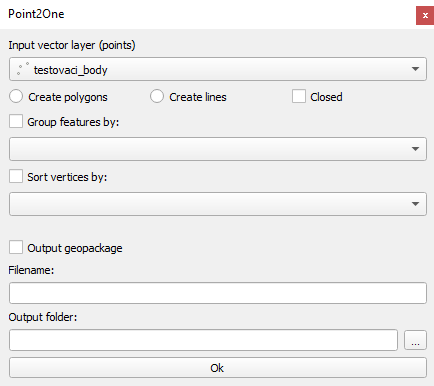 Point2One
x
Input vector layer (points)
testovaci_body
Create polygons Create lines Closed
Group features by:
Sort vertices by:
Output geopackage
Filename:
Output folder:
...
Ok